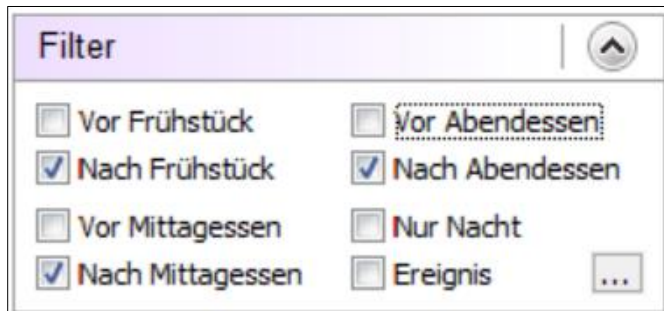 Filter
Vor Frühstück
Nach Frühstück
Vor Mittagessen
Nach Mittagessen
Vor Abendessen
Nach Abendessen
Nur Nacht
Ereignis
...